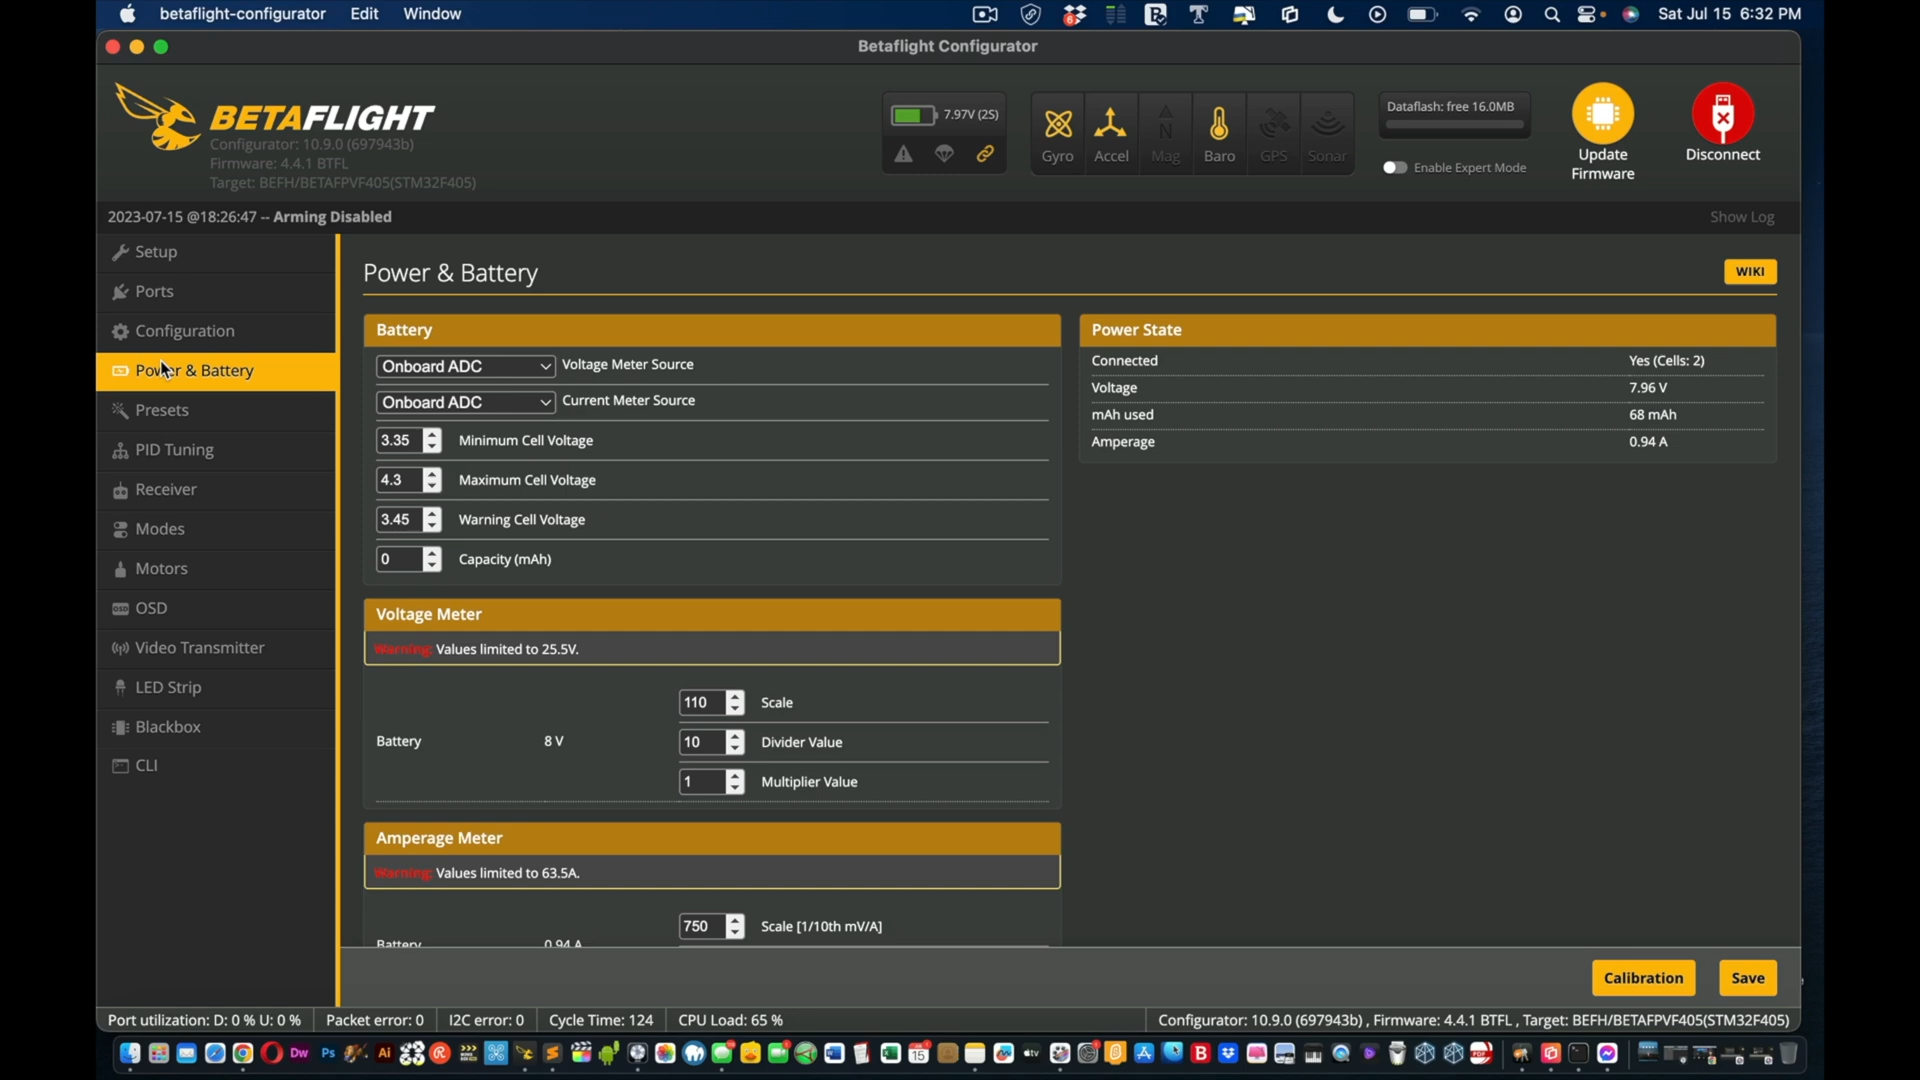 betaflight-configurator Edit Window Sat Jul 15 6:32 PM
Betaflight Configurator
BETAFLIGHT
Configurator: 10.9.0 (697943b)
Firmware: 4.4.1 BTFL
Target: BEFH/BETAFPVF405(STM32F405)
7.97V (2S)
Gyro Accel Mag Baro GPS Sonar
Dataflash: free 16.0MB
Enable Expert Mode
Update
Firmware
Disconnect
2023-07-15 @18:26:47 -- Arming Disabled
Show Log
Setup
Ports
Configuration
Power & Battery
Presets
PID Tuning
Receiver
Modes
Motors
OSD
Video Transmitter
LED Strip
Blackbox
CLI
Power & Battery
WIKI
Battery
Onboard ADC Voltage Meter Source
Onboard ADC Current Meter Source
3.35 Minimum Cell Voltage
4.3 Maximum Cell Voltage
3.45 Warning Cell Voltage
0 Capacity (mAh)
Voltage Meter
Warning: Values limited to 25.5V.
110 Scale
Battery 8 V 10 Divider Value
1 Multiplier Value
Amperage Meter
Warning: Values limited to 63.5A.
750 Scale [1/10th mV/A]
Battery 0.94 A
Power State
Connected Yes (Cells: 2)
Voltage 7.96 V
mAh used 68 mAh
Amperage 0.94 A
Calibration
Save
Port utilization: D: 0 % U: 0 % Packet error: 0 I2C error: 0 Cycle Time: 124 CPU Load: 65 %
Configurator: 10.9.0 (697943b) , Firmware: 4.4.1 BTFL , Target: BEFH/BETAFPVF405(STM32F405)